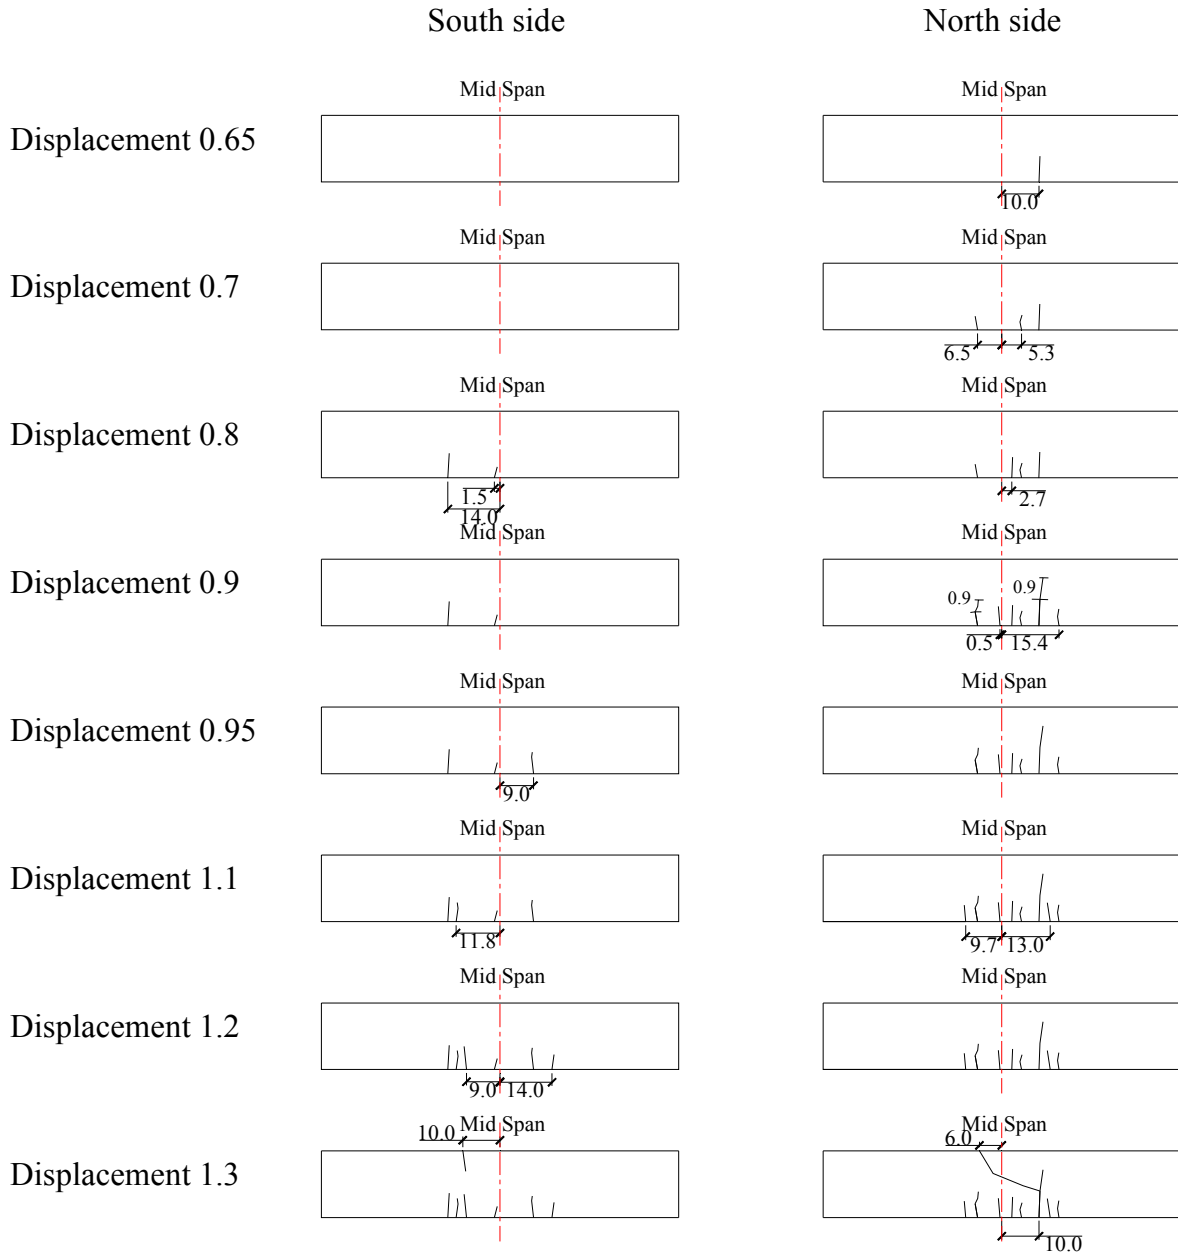 South side
North side
Mid Span
Mid Span
Displacement 0.65
10.0
Mid Span
Mid Span
Displacement 0.7
6.5
5.3
Mid Span
Mid Span
Displacement 0.8
1.5
14.0
2.7
Mid Span
Mid Span
Displacement 0.9
0.9
0.9
0.5
15.4
Mid Span
Mid Span
Displacement 0.95
9.0
Mid Span
Mid Span
Displacement 1.1
11.8
9.7
13.0
Mid Span
Mid Span
Displacement 1.2
9.0
14.0
Mid Span
Mid Span
10.0
6.0
Displacement 1.3
10.0